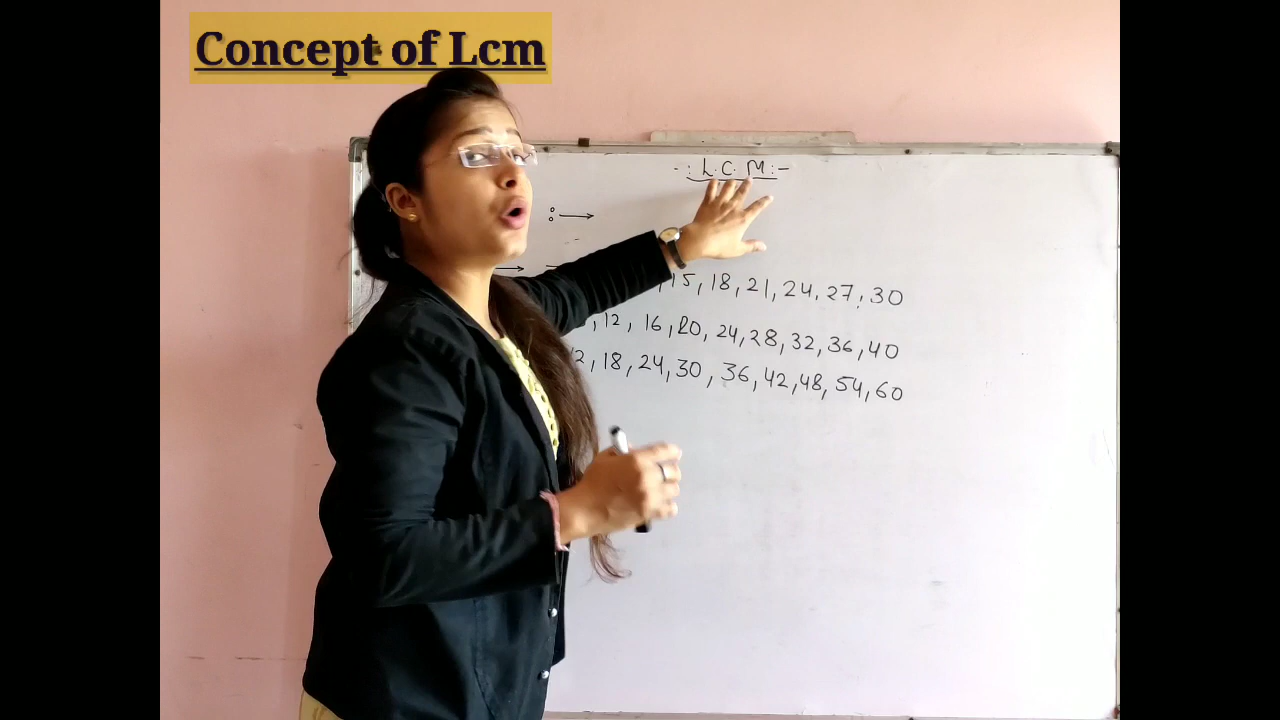 Concept of Lcm
-: L.C.M :-
15, 18, 21, 24, 27, 30
12, 16, 20, 24, 28, 32, 36, 40
12, 18, 24, 30, 36, 42, 48, 54, 60